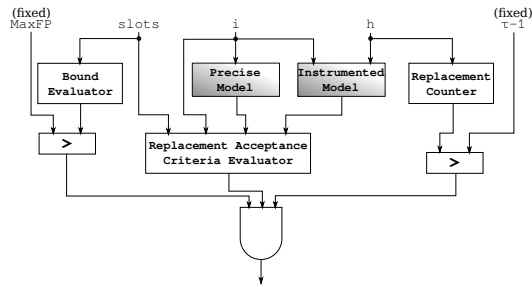 (fixed) (fixed)
MaxFP slots i h τ-1
Bound
Evaluator
Precise
Model
Instrumented
Model
Replacement
Counter
>
Replacement Acceptance
Criteria Evaluator
>